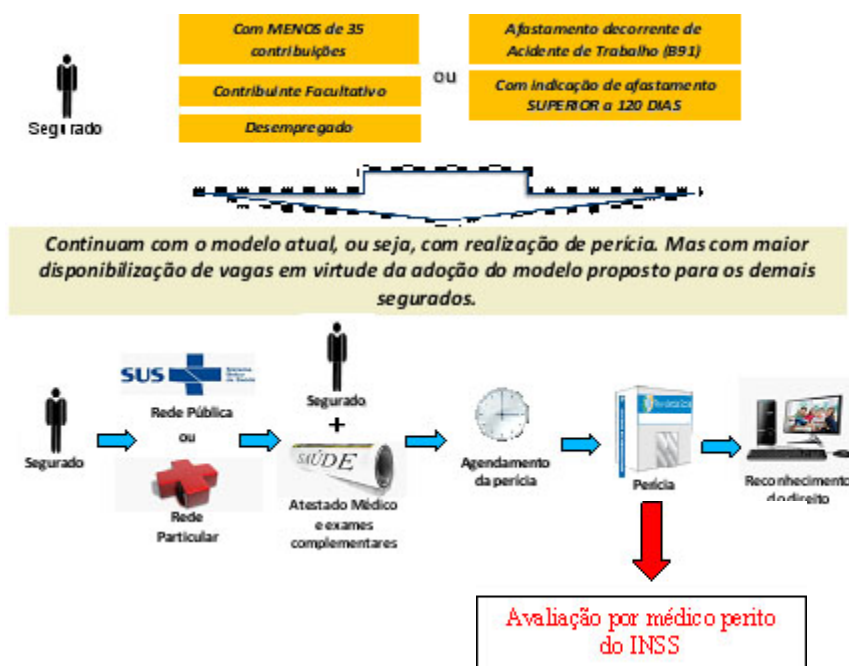 Com MENOS de 35
contribuições
Contribuinte Facultativo
Desempregado
ou
Afastamento decorrente de
Acidente de Trabalho (B91)
Com indicação de afastamento
SUPERIOR a 120 DIAS
Segurado
Continuam com o modelo atual, ou seja, com realização de perícia. Mas com maior
disponibilização de vagas em virtude da adoção do modelo proposto para os demais
segurados.
Segurado
SUS
Rede Pública
ou
Rede
Particular
Segurado
+
SAÚDE
Atestado Médico
e exames
complementares
Agendamento
da perícia
Perícia
Reconhecimento
do direito
Avaliação por médico perito
do INSS